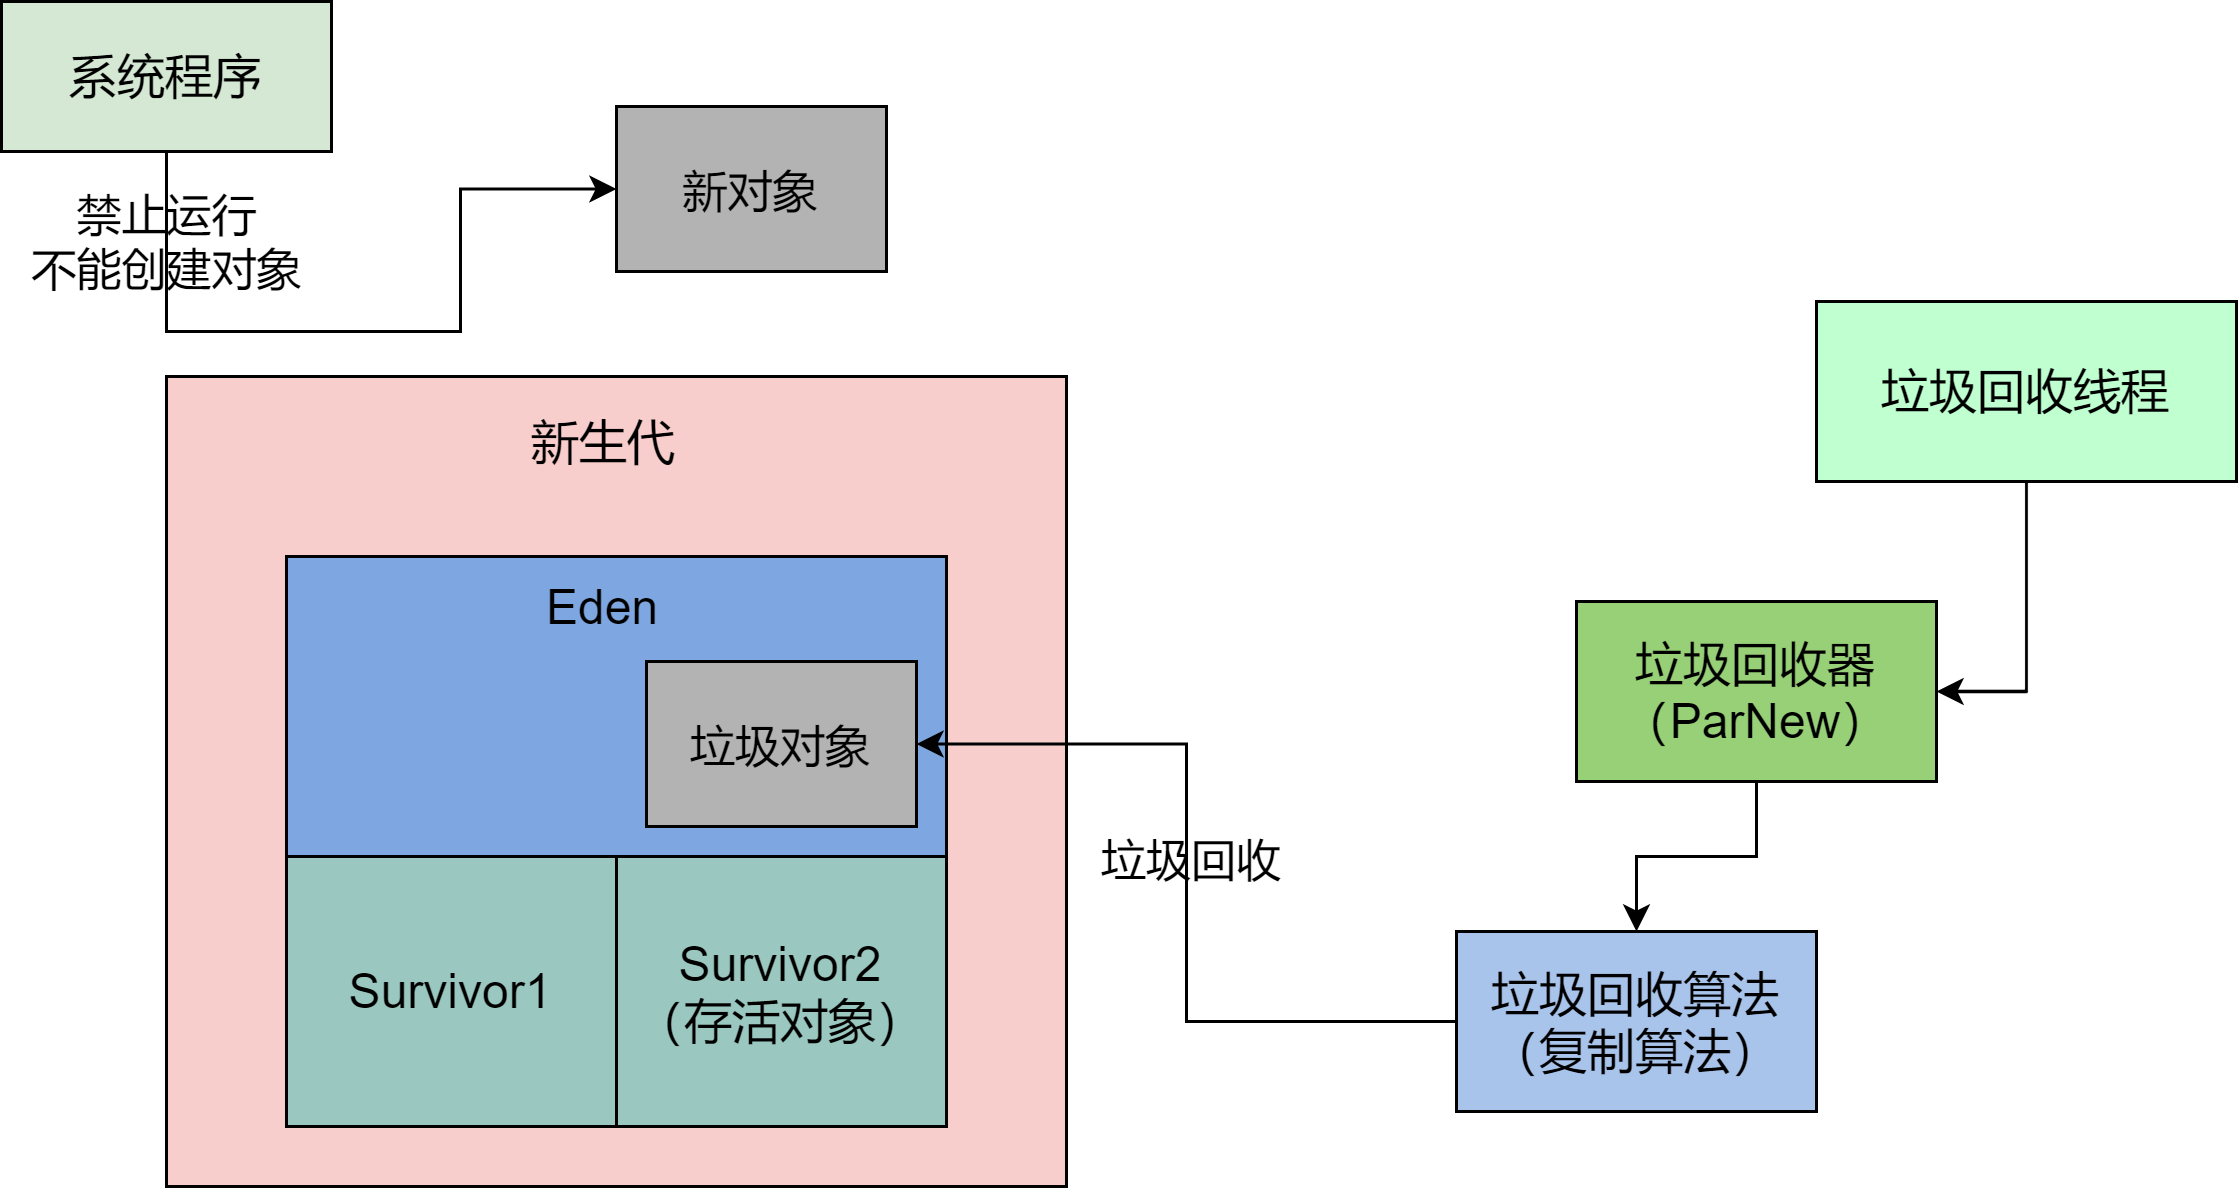 系统程序
禁止运行
不能创建对象
新对象
垃圾回收线程
新生代
Eden
垃圾对象
垃圾回收器
（ParNew）
垃圾回收
Survivor1
Survivor2
（存活对象）
垃圾回收算法
（复制算法）